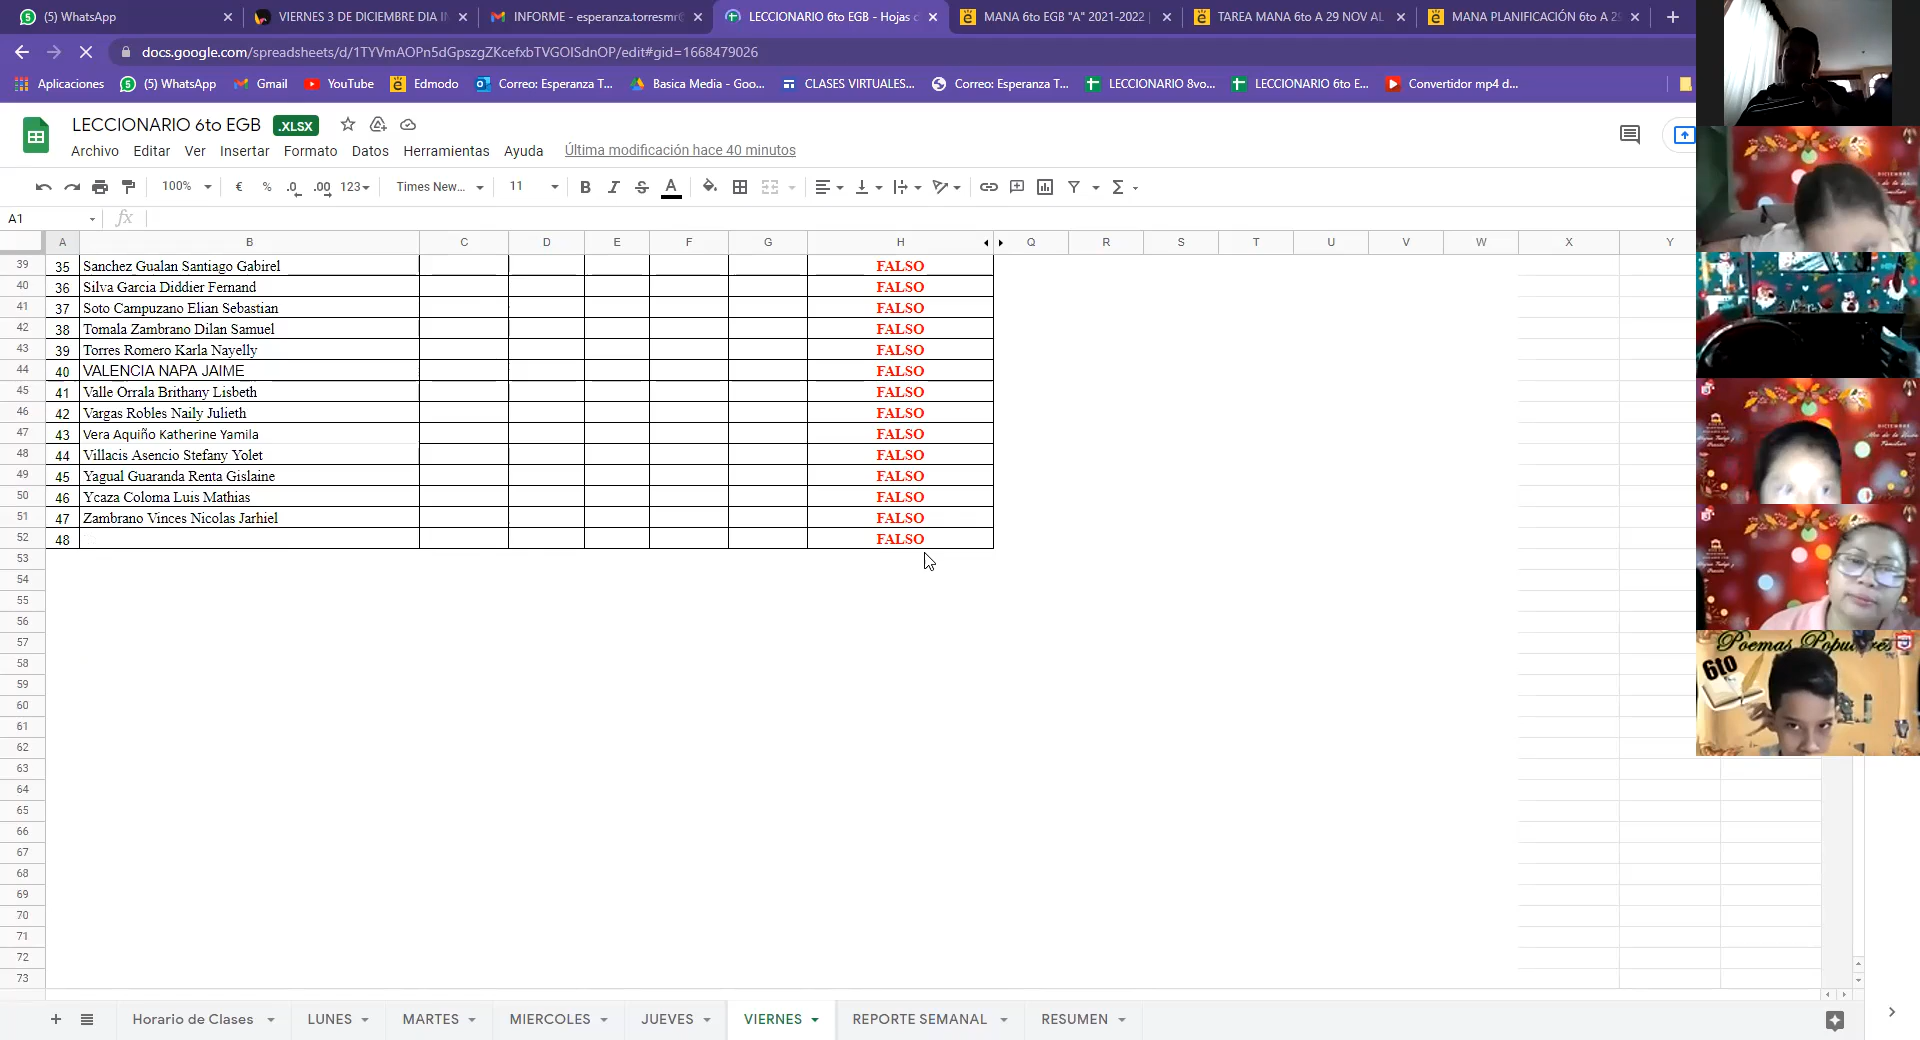 (5) WhatsApp
VIERNES 3 DE DICIEMBRE DIA I
INFORME - esperanza.torresmr
LECCIONARIO 6to EGB - Hojas
MANA 6to EGB "A" 2021-2022
TAREA MANA 6to A 29 NOV AL
MANA PLANIFICACIÓN 6to A
docs.google.com/spreadsheets/d/1TYVmAOPn5dGpszgZKcefxbTVGOISdnOP/edit#gid=1668479026
Aplicaciones (5) WhatsApp Gmail YouTube Edmodo Correo: Esperanza T... Basica Media - Goo... CLASES VIRTUALES... Correo: Esperanza T... LECCIONARIO 8vo... LECCIONARIO 6to E... Convertidor mp4 d...
LECCIONARIO 6to EGB .XLSX
Archivo Editar Ver Insertar Formato Datos Herramientas Ayuda Última modificación hace 40 minutos
100% € % .0 .00 123 Times New... 11 B I S A
A1 fx
A B C D E F G H Q R S T U V W X Y
39 35 Sanchez Gualan Santiago Gabirel FALSO
40 36 Silva Garcia Diddier Fernand FALSO
41 37 Soto Campuzano Elian Sebastian FALSO
42 38 Tomala Zambrano Dilan Samuel FALSO
43 39 Torres Romero Karla Nayelly FALSO
44 40 VALENCIA NAPA JAIME FALSO
45 41 Valle Orrala Brithany Lisbeth FALSO
46 42 Vargas Robles Naily Julieth FALSO
47 43 Vera Aquiño Katherine Yamila FALSO
48 44 Villacis Asencio Stefany Yolet FALSO
49 45 Yagual Guaranda Renta Gislaine FALSO
50 46 Ycaza Coloma Luis Mathias FALSO
51 47 Zambrano Vinces Nicolas Jarhiel FALSO
52 48 FALSO
53
54
55
56
57
58
59
60
61
62
63
64
65
66
67
68
69
70
71
72
73
Poemas Populares
6to
Horario de Clases LUNES MARTES MIERCOLES JUEVES VIERNES REPORTE SEMANAL RESUMEN